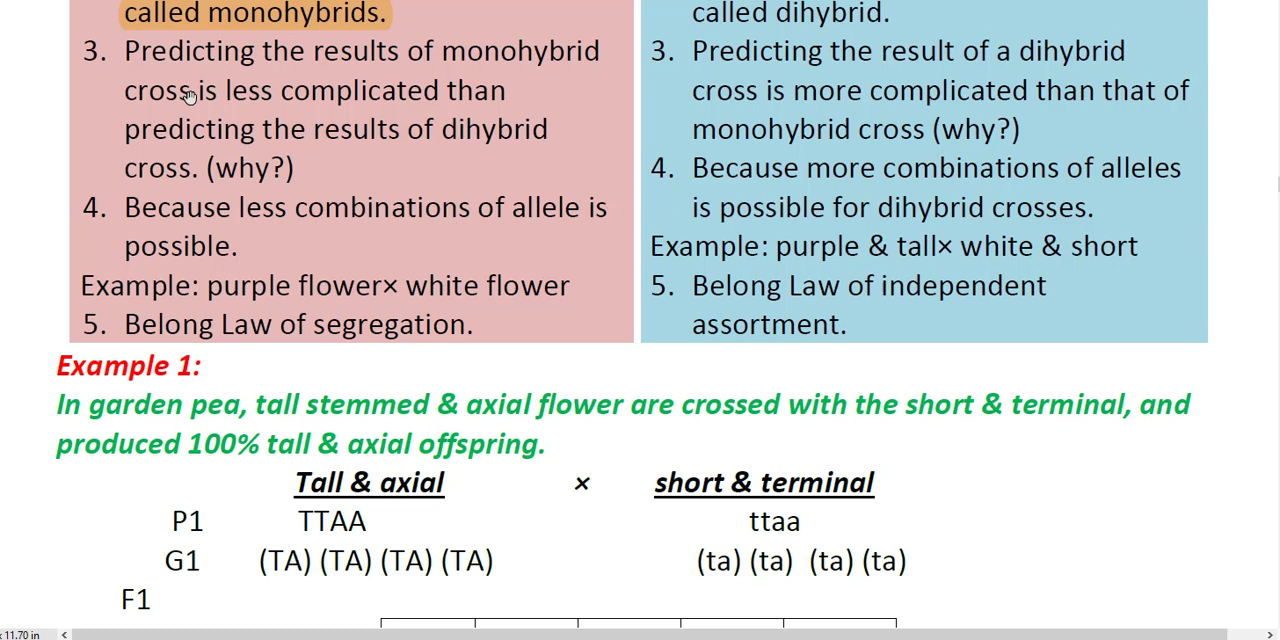 called monohybrids.
3. Predicting the results of monohybrid
cross is less complicated than
predicting the results of dihybrid
cross. (why?)
4. Because less combinations of allele is
possible.
Example: purple flower× white flower
5. Belong Law of segregation.
called dihybrid.
3. Predicting the result of a dihybrid
cross is more complicated than that of
monohybrid cross (why?)
4. Because more combinations of alleles
is possible for dihybrid crosses.
Example: purple & tall× white & short
5. Belong Law of independent
assortment.
Example 1:
In garden pea, tall stemmed & axial flower are crossed with the short & terminal, and
produced 100% tall & axial offspring.
Tall & axial × short & terminal
P1 TTAA ttaa
G1 (TA) (TA) (TA) (TA) (ta) (ta) (ta) (ta)
F1
x 11.70 in